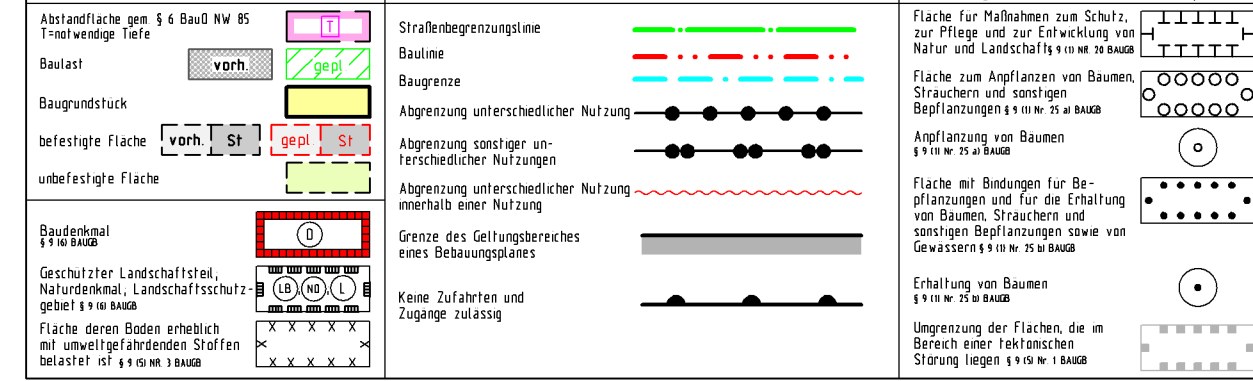 Abstandfläche gem. § 6 BauO NW 85
T=notwendige Tiefe
T
Baulast
vorh.
gepl.
Baugrundstück
befestigte Fläche
vorh.
St
gepl.
St
unbefestigte Fläche
Baudenkmal
§ 9 (6) BAUGB
D
Geschützter Landschaftsteil,
Naturdenkmal, Landschaftsschutz-
gebiet § 9 (6) BAUGB
LB, ND, L
Fläche deren Boden erheblich
mit umweltgefährdenden Stoffen
belastet ist § 9 (5) NR. 3 BAUGB
Straßenbegrenzungslinie
Baulinie
Baugrenze
Abgrenzung unterschiedlicher Nutzung
Abgrenzung sonstiger un-
terschiedlicher Nutzungen
Abgrenzung unterschiedlicher Nutzung
innerhalb einer Nutzung
Grenze des Geltungsbereiches
eines Bebauungsplanes
Keine Zufahrten und
Zugänge zulässig
Fläche für Maßnahmen zum Schutz,
zur Pflege und zur Entwicklung von
Natur und Landschaft § 9 (1) NR. 20 BAUGB
Fläche zum Anpflanzen von Bäumen,
Sträuchern und sonstigen
Bepflanzungen § 9 (1) Nr. 25 a) BAUGB
Anpflanzung von Bäumen
§ 9 (1) Nr. 25 a) BAUGB
Fläche mit Bindungen für Be-
pflanzungen und für die Erhaltung
von Bäumen, Sträuchern und
sonstigen Bepflanzungen sowie von
Gewässern § 9 (1) Nr. 25 b) BAUGB
Erhaltung von Bäumen
§ 9 (1) Nr. 25 b) BAUGB
Umgrenzung der Flächen, die im
Bereich einer tektonischen
Störung liegen § 9 (5) Nr. 1 BAUGB